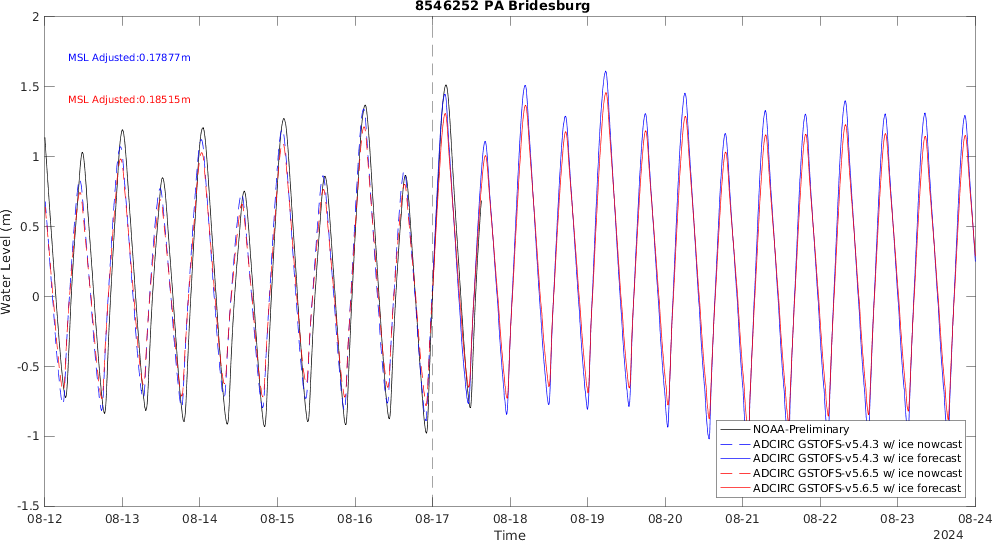 8546252 PA Bridesburg
MSL Adjusted:0.17877m
MSL Adjusted:0.18515m
Water Level (m)
2
1.5
1
0.5
0
-0.5
-1
-1.5
NOAA-Preliminary
ADCIRC GSTOFS-v5.4.3 w/ ice nowcast
ADCIRC GSTOFS-v5.4.3 w/ ice forecast
ADCIRC GSTOFS-v5.6.5 w/ ice nowcast
ADCIRC GSTOFS-v5.6.5 w/ ice forecast
08-12 08-13 08-14 08-15 08-16 08-17 08-18 08-19 08-20 08-21 08-22 08-23 08-24
Time
2024